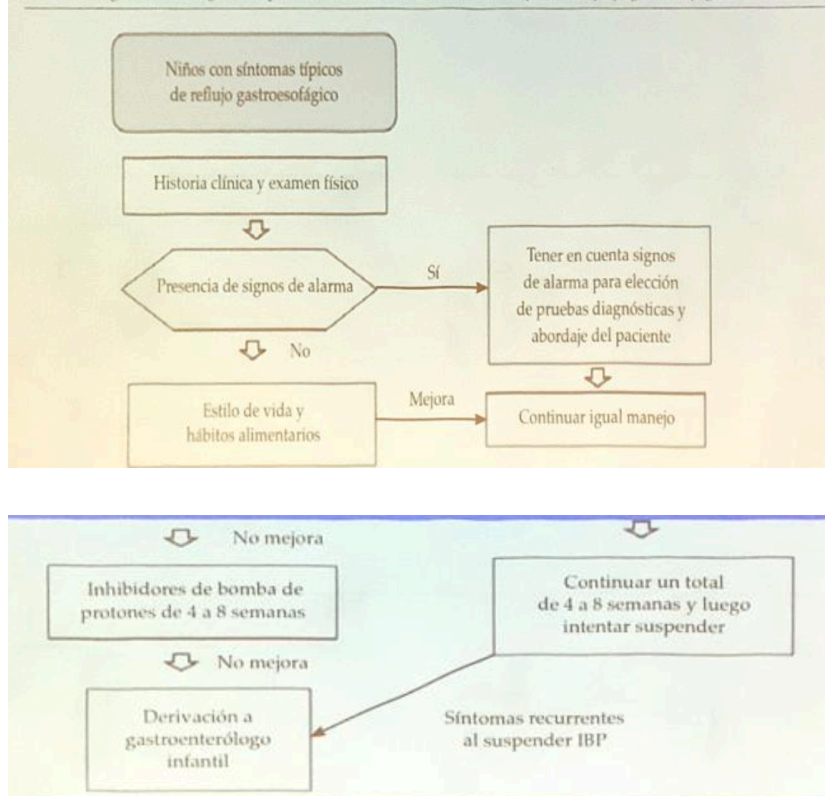 Niños con síntomas típicos
de reflujo gastroesofágico
Historia clínica y examen físico
Presencia de signos de alarma
Sí
Tener en cuenta signos
de alarma para elección
de pruebas diagnósticas y
abordaje del paciente
No
Estilo de vida y
hábitos alimentarios
Mejora
Continuar igual manejo
No mejora
Inhibidores de bomba de
protones de 4 a 8 semanas
Continuar un total
de 4 a 8 semanas y luego
intentar suspender
No mejora
Derivación a
gastroenterólogo
infantil
Síntomas recurrentes
al suspender IBP